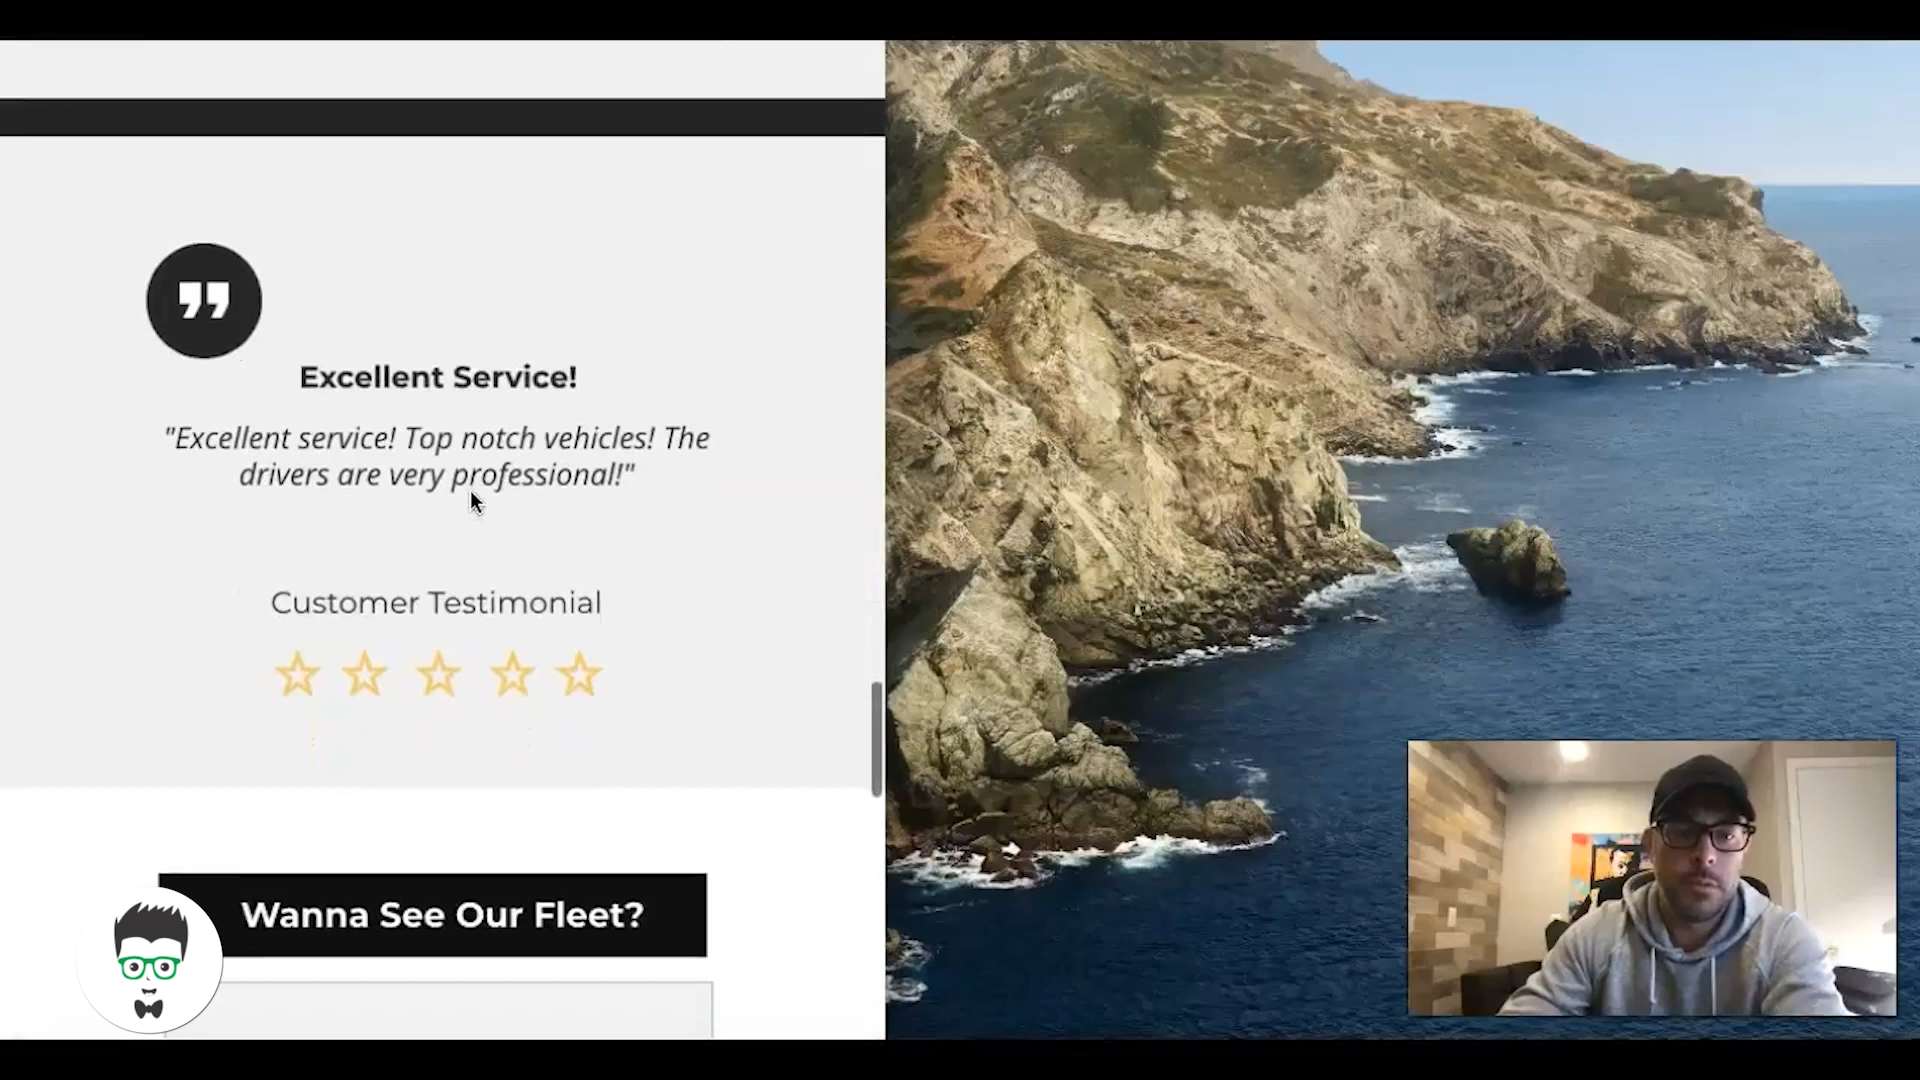 Excellent Service!
"Excellent service! Top notch vehicles! The
drivers are very professional!"
Customer Testimonial
Wanna See Our Fleet?